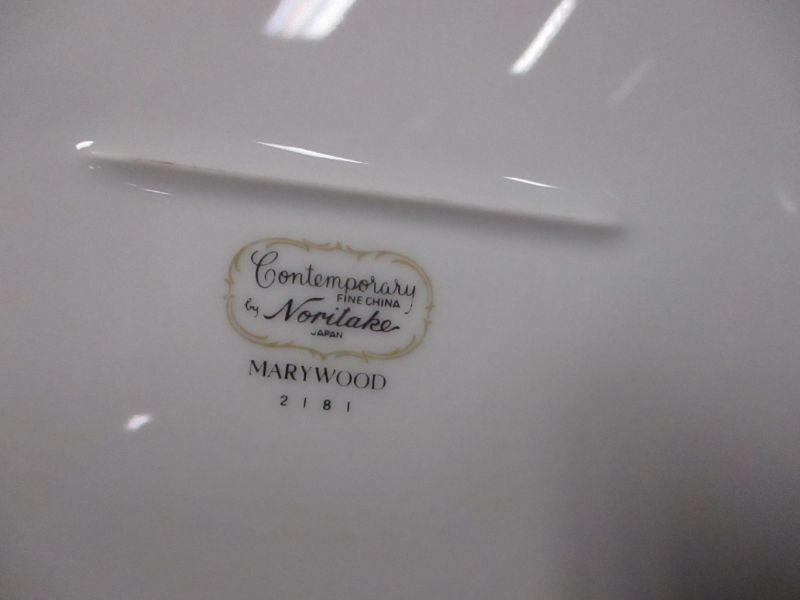 Contemporary
FINE CHINA
by Noritake
JAPAN
MARYWOOD
2181